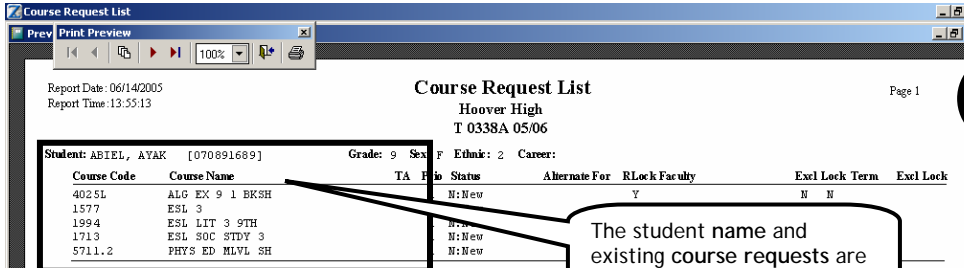 Course Request List
Prev Print Preview
100%
Report Date: 06/14/2005
Course Request List
Page 1
Report Time: 13:55:13
Hoover High
T 0338A 05/06
Student: ABIEL, AYAK [070891689] Grade: 9 Sex F Ethnic: 2 Career:
Course Code Course Name TA Status Alternate For RLock Faculty Excl Lock Term Excl Lock
4025L ALG EX 9 1 BKSH N:New Y N N
1577 ESL 3 N:New
1994 ESL LIT 3 9TH N:New
1713 ESL SOC STDY 3 N:New
5711.2 PHYS ED MLVL SH N:New
The student name and
existing course requests are